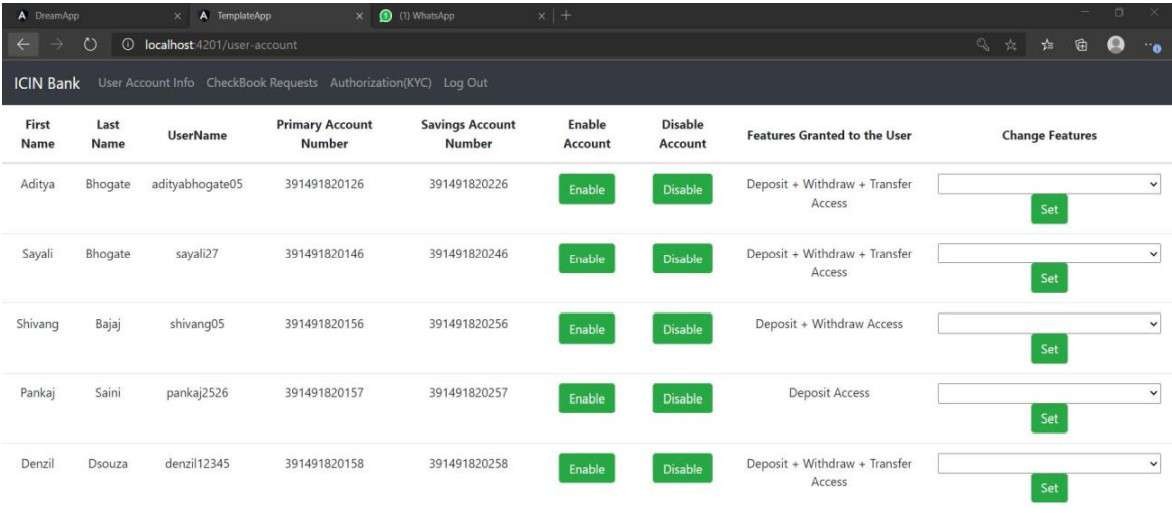 DreamApp
TemplateApp
(1) WhatsApp
localhost:4201/user-account
ICIN Bank User Account Info CheckBook Requests Authorization(KYC) Log Out
First Name Last Name UserName Primary Account Number Savings Account Number Enable Account Disable Account Features Granted to the User Change Features
Aditya Bhogate adityabhogate05 391491820126 391491820226 Enable Disable Deposit + Withdraw + Transfer Access
Set
Sayali Bhogate sayali27 391491820146 391491820246 Enable Disable Deposit + Withdraw + Transfer Access
Set
Shivang Bajaj shivang05 391491820156 391491820256 Enable Disable Deposit + Withdraw Access
Set
Pankaj Saini pankaj2526 391491820157 391491820257 Enable Disable Deposit Access
Set
Denzil Dsouza denzil12345 391491820158 391491820258 Enable Disable Deposit + Withdraw + Transfer Access
Set